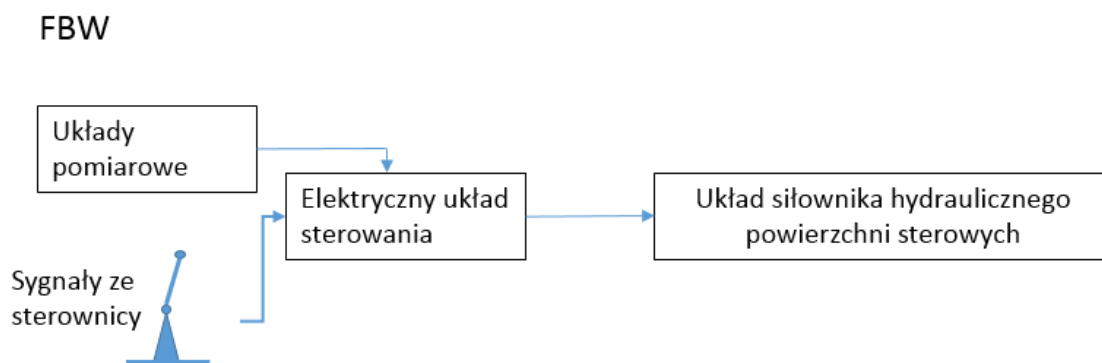 FBW
Układy
pomiarowe
Elektryczny układ
sterowania
Układ siłownika hydraulicznego
powierzchni sterowych
Sygnały ze
sterownicy